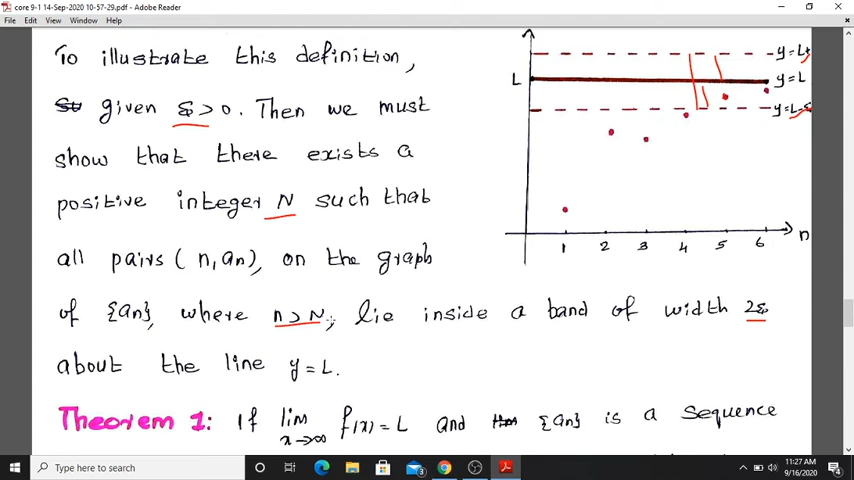 core 9-1 14-Sep-2020 10-57-29.pdf - Adobe Reader
File Edit View Window Help
To illustrate this definition,
given ε > 0. Then we must
show that there exists a
positive integer N such that
all pairs (n, an), on the graph
of {an}, where n > N, lie inside a band of width 2ε
about the line y = L.
y = L+
L
y = L
y = L-ε
1 2 3 4 5 6
n
Theorem 1: If lim x→∞ f(x) = L and {an} is a sequence
Type here to search
3
11:27 AM
9/16/2020